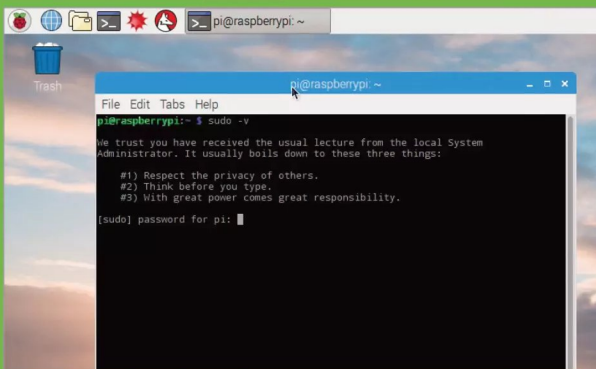 pi@raspberrypi: ~
Trash
pi@raspberrypi: ~
File Edit Tabs Help
pi@raspberrypi:~ $ sudo -v
We trust you have received the usual lecture from the local System
Administrator. It usually boils down to these three things:
#1) Respect the privacy of others.
#2) Think before you type.
#3) With great power comes great responsibility.
[sudo] password for pi: